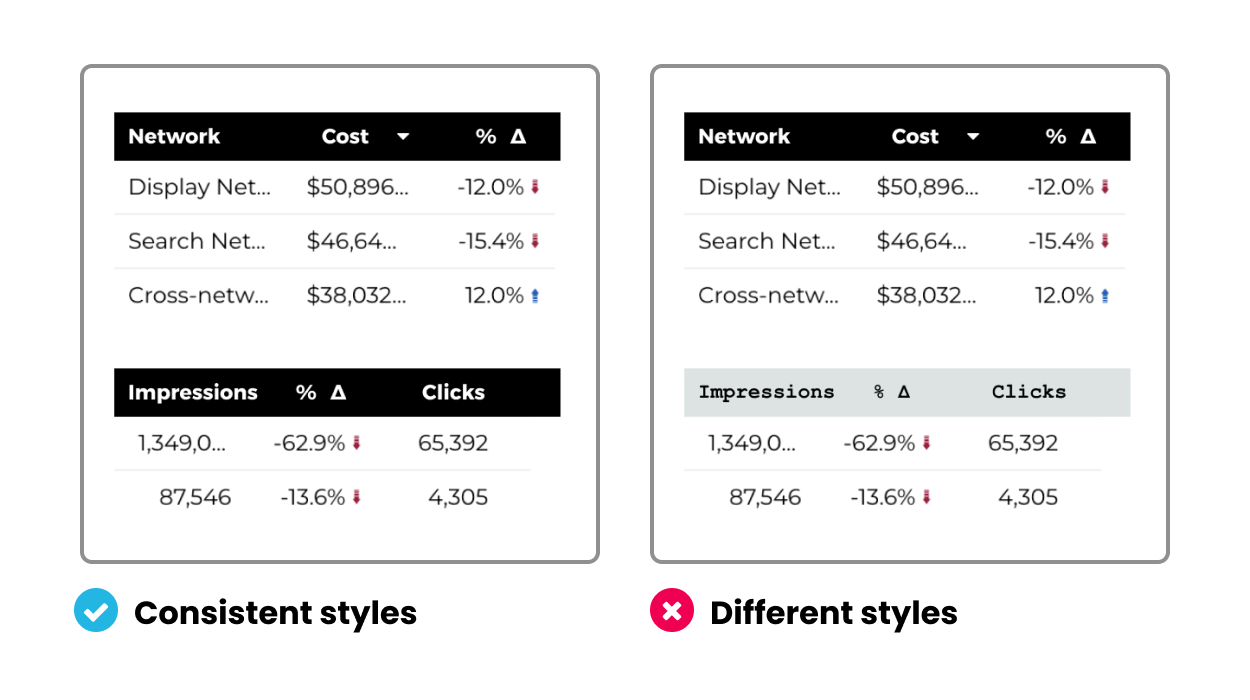 Network Cost % Δ
Display Net... $50,896... -12.0%
Search Net... $46,64... -15.4%
Cross-netw... $38,032... 12.0%
Impressions % Δ Clicks
1,349,0... -62.9% 65,392
87,546 -13.6% 4,305
Consistent styles
Network Cost % Δ
Display Net... $50,896... -12.0%
Search Net... $46,64... -15.4%
Cross-netw... $38,032... 12.0%
Impressions % Δ Clicks
1,349,0... -62.9% 65,392
87,546 -13.6% 4,305
Different styles